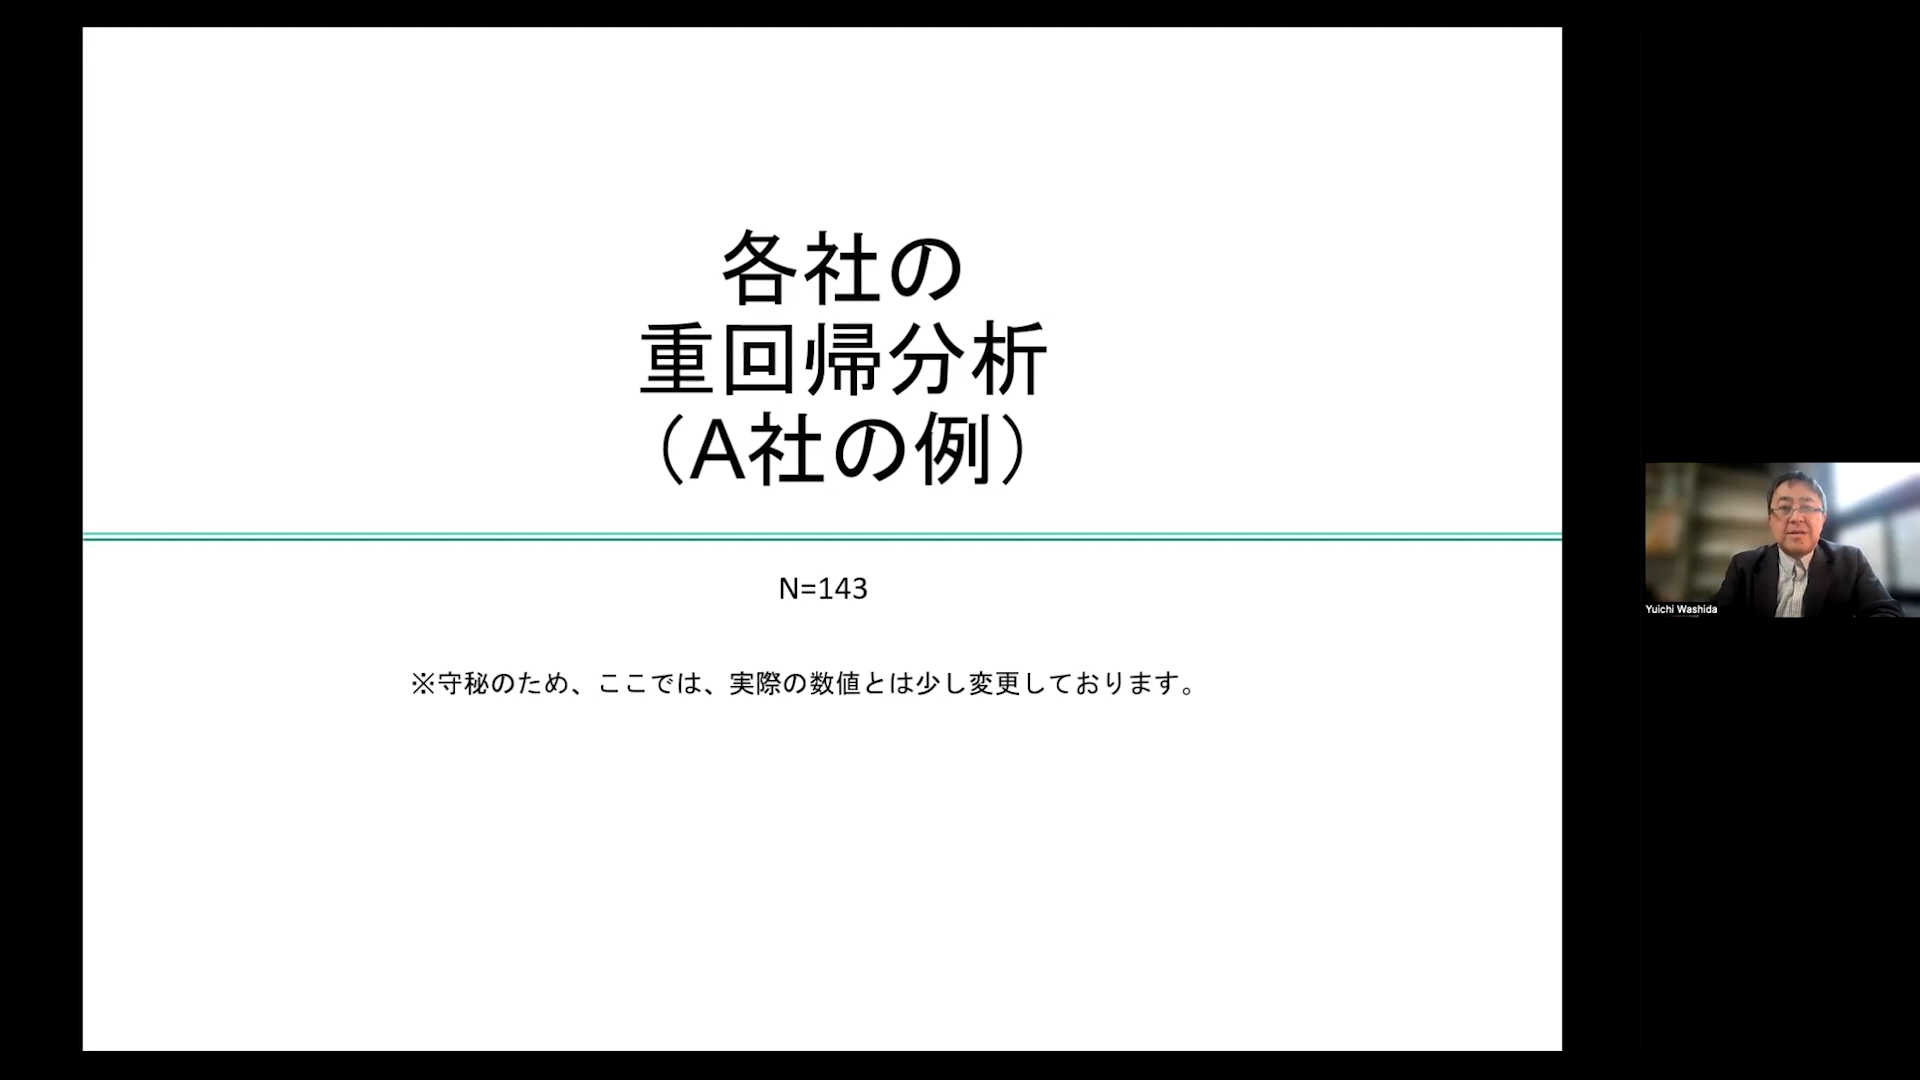 各社の
重回帰分析
（A社の例）
N=143
※守秘のため、ここでは、実際の数値とは少し変更しております。
Yuichi Washida